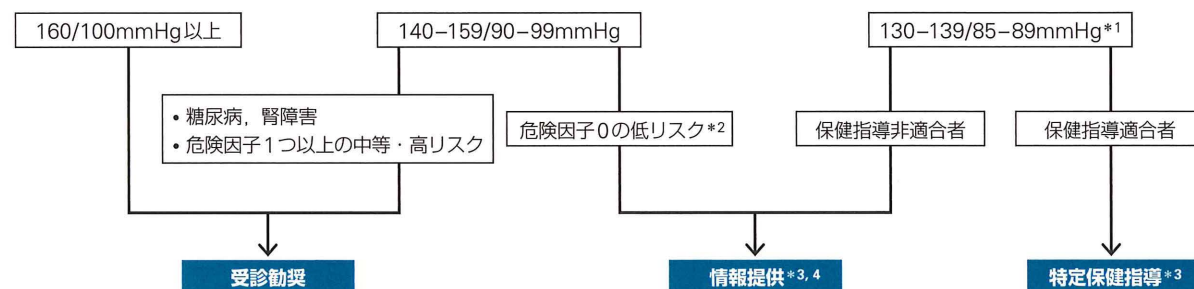 160/100mmHg以上
140−159/90−99mmHg
130−139/85−89mmHg*1
• 糖尿病，腎障害
• 危険因子1つ以上の中等・高リスク
危険因子0の低リスク*2
保健指導非適合者
保健指導適合者
受診勧奨
情報提供*3, 4
特定保健指導*3